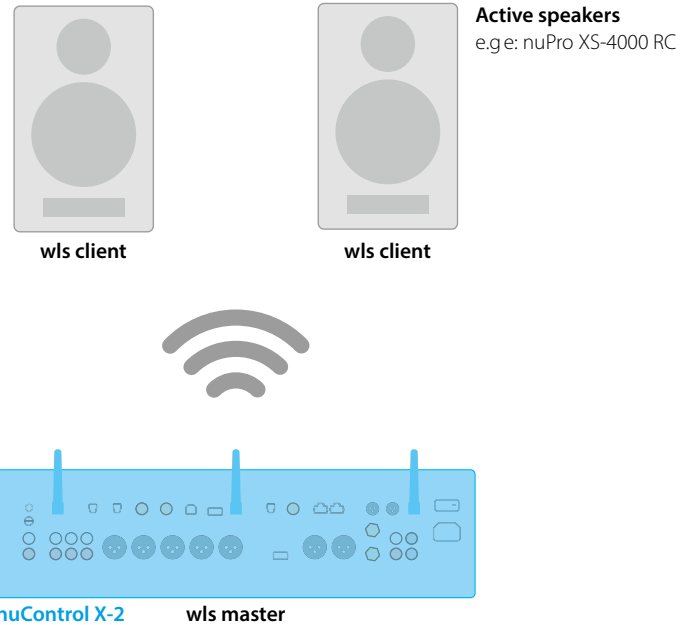 Active speakers
e.g e: nuPro XS-4000 RC
wls client
wls client
nuControl X-2
wls master